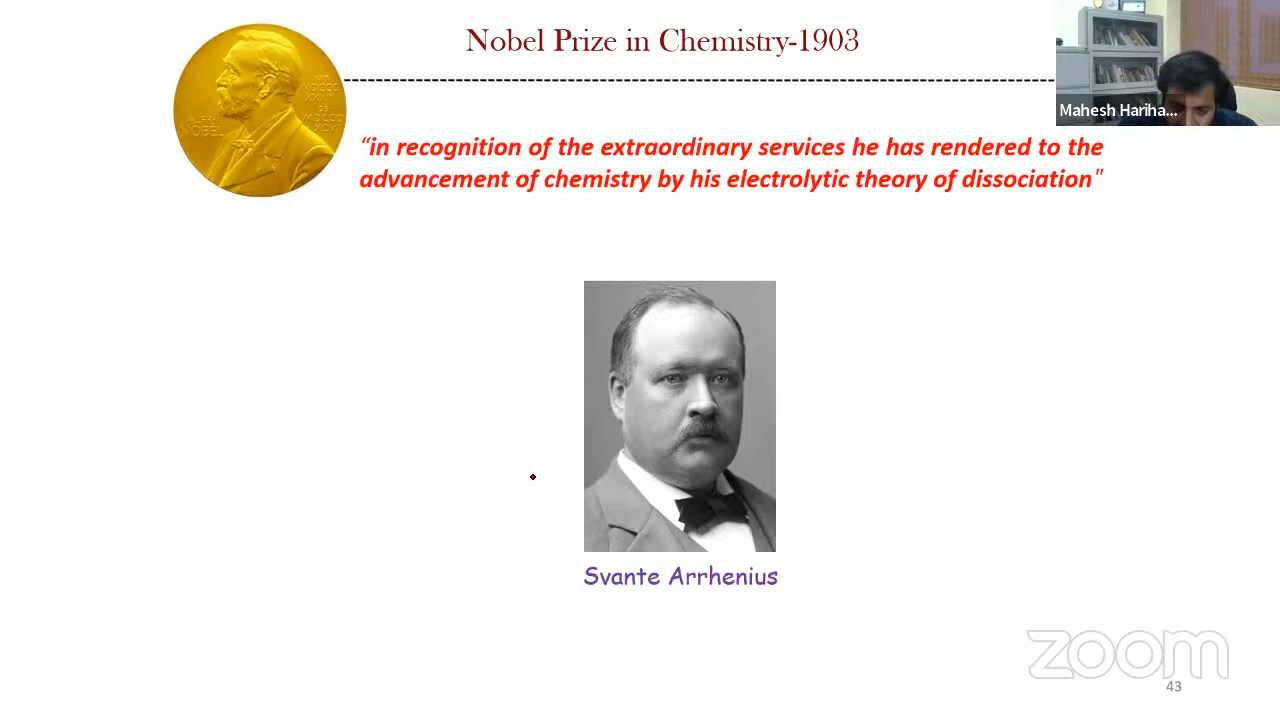 Nobel Prize in Chemistry-1903
Mahesh Hariha...
“in recognition of the extraordinary services he has rendered to the
advancement of chemistry by his electrolytic theory of dissociation"
Svante Arrhenius
zoom
43